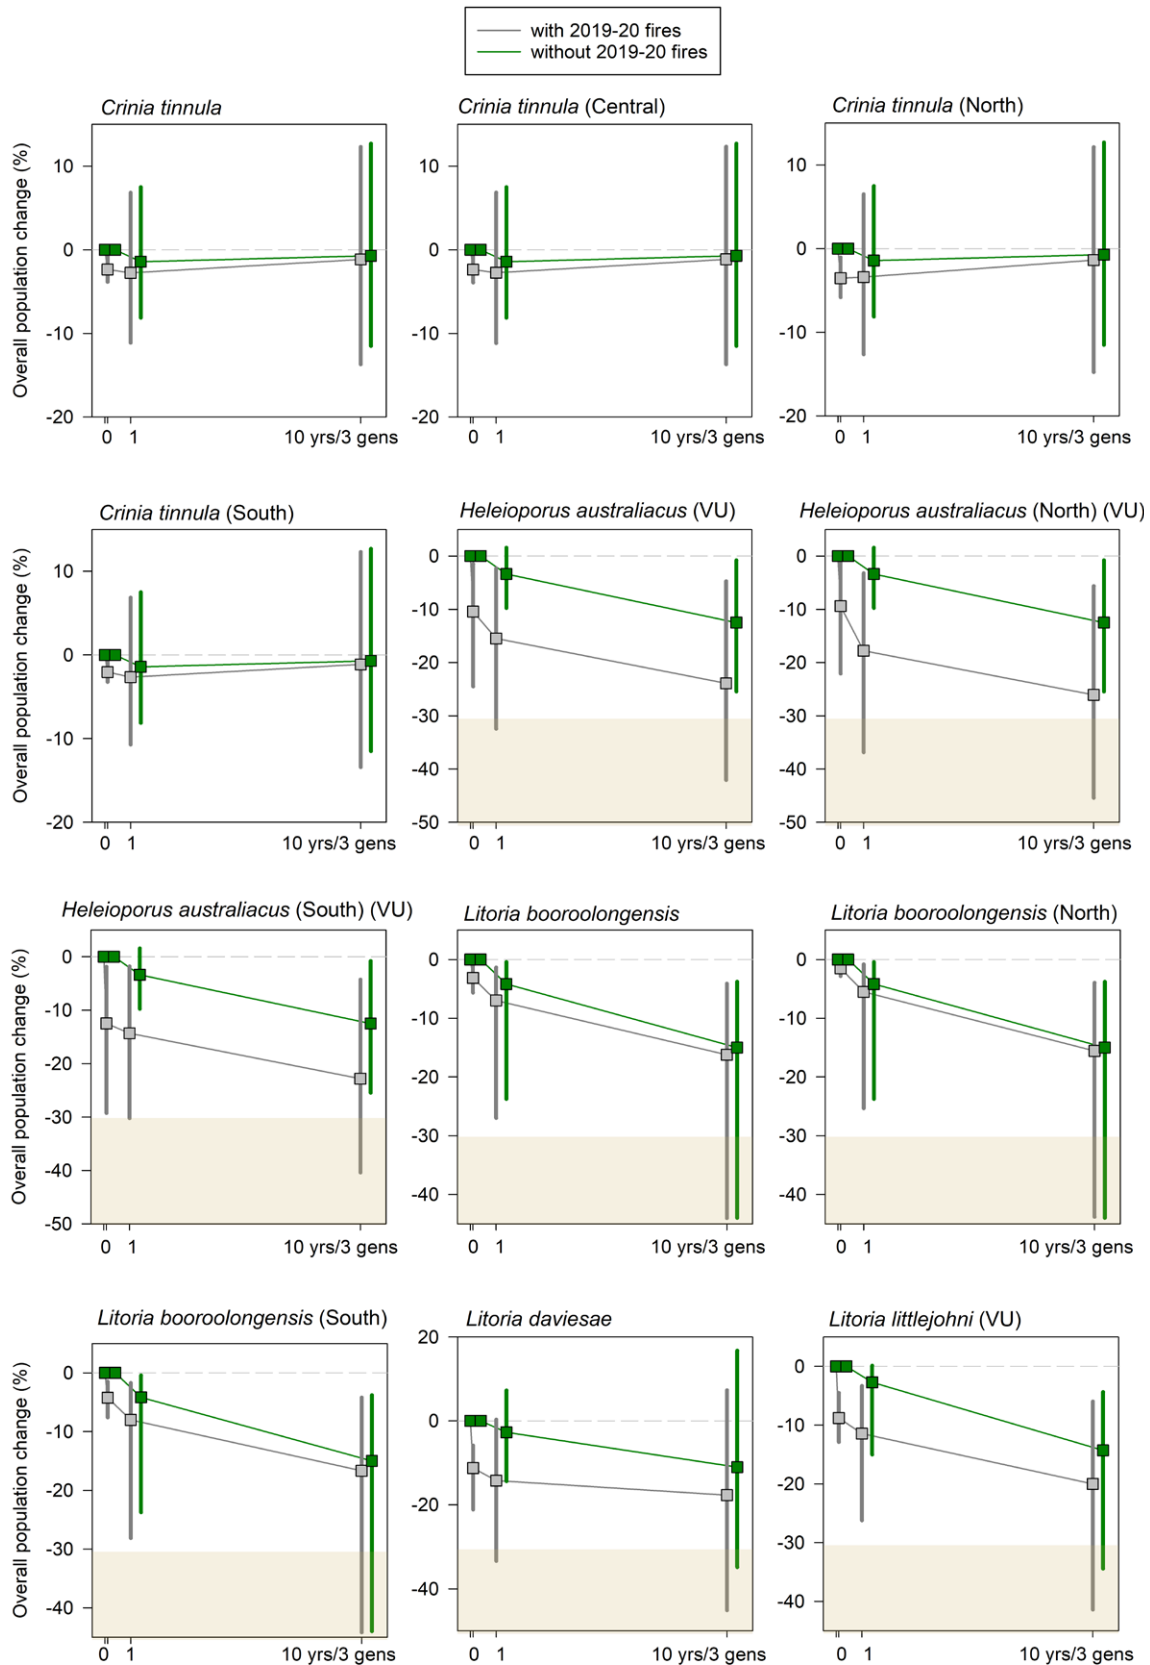 with 2019-20 fires
without 2019-20 fires
Crinia tinnula
Crinia tinnula (Central)
Crinia tinnula (North)
Overall population change (%)
10
0
-10
-20
0 1 10 yrs/3 gens
10
0
-10
-20
0 1 10 yrs/3 gens
10
0
-10
-20
0 1 10 yrs/3 gens
Crinia tinnula (South)
Heleioporus australiacus (VU)
Heleioporus australiacus (North) (VU)
Overall population change (%)
10
0
-10
-20
0 1 10 yrs/3 gens
0
-10
-20
-30
-40
-50
0 1 10 yrs/3 gens
0
-10
-20
-30
-40
-50
0 1 10 yrs/3 gens
Heleioporus australiacus (South) (VU)
Litoria booroolongensis
Litoria booroolongensis (North)
Overall population change (%)
0
-10
-20
-30
-40
-50
0 1 10 yrs/3 gens
0
-10
-20
-30
-40
0 1 10 yrs/3 gens
0
-10
-20
-30
-40
0 1 10 yrs/3 gens
Litoria booroolongensis (South)
Litoria daviesae
Litoria littlejohni (VU)
Overall population change (%)
0
-10
-20
-30
-40
0 1 10 yrs/3 gens
20
0
-20
-40
0 1 10 yrs/3 gens
0
-10
-20
-30
-40
0 1 10 yrs/3 gens